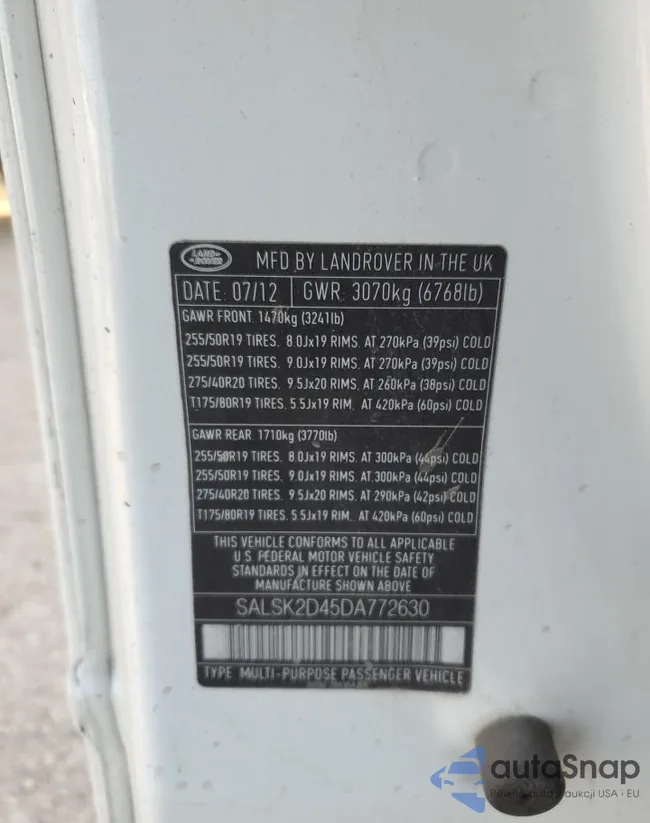 LAND-
ROVER
MFD BY LANDROVER IN THE UK
DATE: 07/12 GWR: 3070kg (6768lb)
GAWR FRONT 1470kg (3241lb)
255/50R19 TIRES. 8.0Jx19 RIMS. AT 270kPa (39psi) COLD
255/50R19 TIRES. 9.0Jx19 RIMS. AT 270kPa (39psi) COLD
275/40R20 TIRES. 9.5Jx20 RIMS. AT 260kPa (38psi) COLD
T175/80R19 TIRES. 5.5Jx19 RIM. AT 420kPa (60psi) COLD
GAWR REAR 1710kg (3770lb)
255/50R19 TIRES. 8.0Jx19 RIMS. AT 300kPa (44psi) COLD
255/50R19 TIRES. 9.0Jx19 RIMS. AT 300kPa (44psi) COLD
275/40R20 TIRES. 9.5Jx20 RIMS. AT 290kPa (42psi) COLD
T175/80R19 TIRES. 5.5Jx19 RIM. AT 420kPa (60psi) COLD
THIS VEHICLE CONFORMS TO ALL APPLICABLE
U.S. FEDERAL MOTOR VEHICLE SAFETY
STANDARDS IN EFFECT ON THE DATE OF
MANUFACTURE SHOWN ABOVE
SALSK2D45DA772630
TYPE MULTI-PURPOSE PASSENGER VEHICLE
autoSnap
Pewne auto z aukcji USA i EU